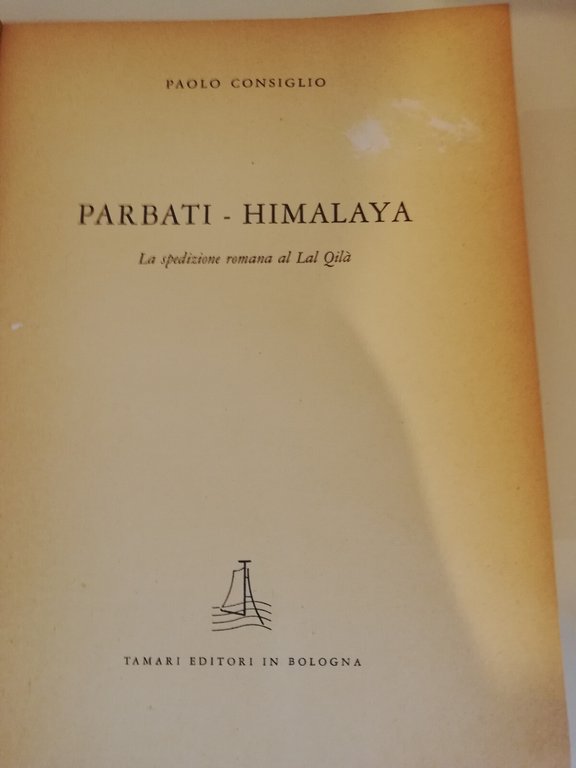 PAOLO CONSIGLIO
PARBATI - HIMALAYA
La spedizione romana al Lal Qilà
TAMARI EDITORI IN BOLOGNA